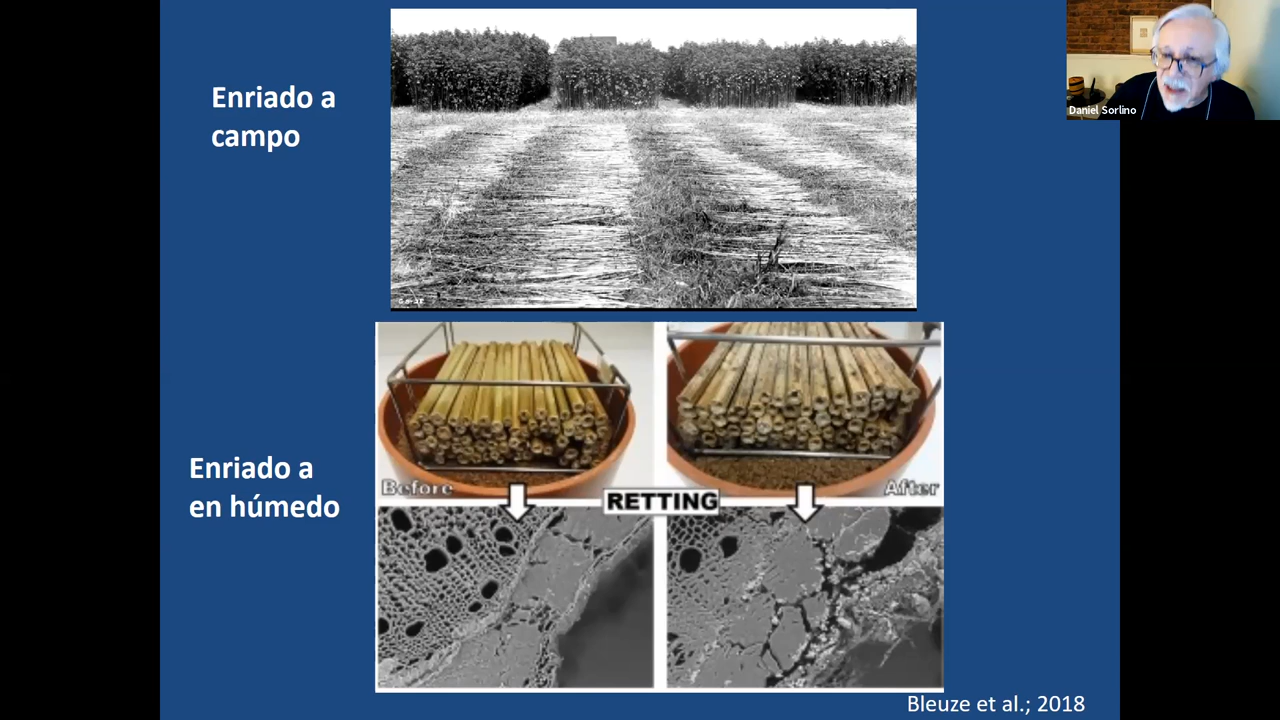 Enriado a
campo
Daniel Sorlino
Enriado a
en húmedo
Before
RETTING
After
Bleuze et al.; 2018